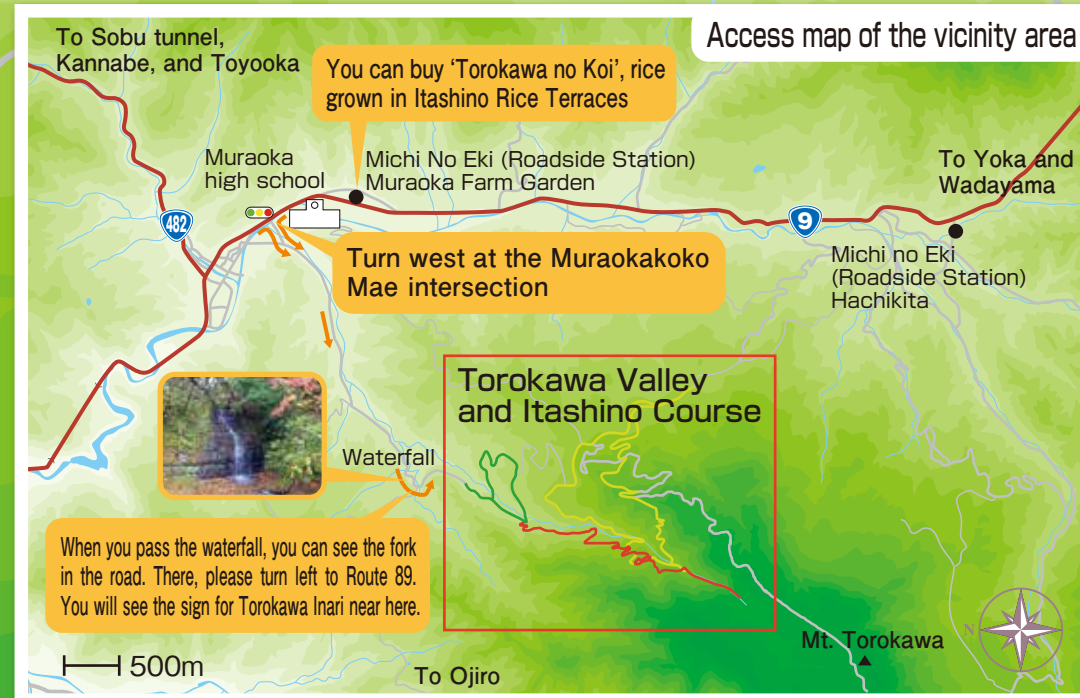 Access map of the vicinity area
To Sobu tunnel,
Kannabe, and Toyooka
You can buy ‘Torokawa no Koi’, rice
grown in Itashino Rice Terraces
Muraoka
high school
Michi No Eki (Roadside Station)
Muraoka Farm Garden
To Yoka and
Wadayama
482
9
Turn west at the Muraokakoko
Mae intersection
Michi no Eki
(Roadside Station)
Hachikita
Torokawa Valley
and Itashino Course
Waterfall
When you pass the waterfall, you can see the fork
in the road. There, please turn left to Route 89.
You will see the sign for Torokawa Inari near here.
Mt. Torokawa
N
500m
To Ojiro